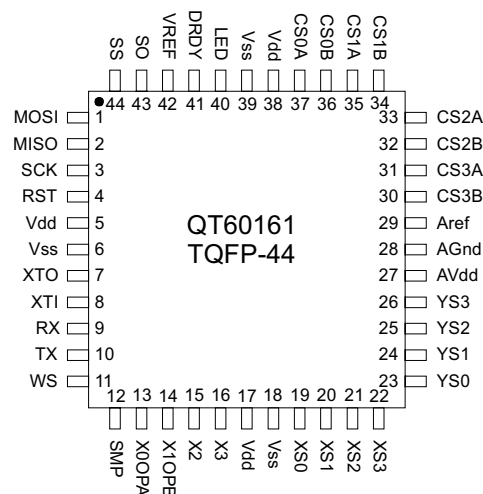 SS
SO
VREF
DRDY
LED
Vss
Vdd
CS0A
CS0B
CS1A
CS1B
44 43 42 41 40 39 38 37 36 35 34
MOSI 1
MISO 2
SCK 3
RST 4
Vdd 5
Vss 6
XTO 7
XTI 8
RX 9
TX 10
WS 11
QT60161
TQFP-44
33 CS2A
32 CS2B
31 CS3A
30 CS3B
29 Aref
28 AGnd
27 AVdd
26 YS3
25 YS2
24 YS1
23 YS0
12 13 14 15 16 17 18 19 20 21 22
SMP
X0OPA
X1OPB
X2
X3
Vdd
Vss
XS0
XS1
XS2
XS3